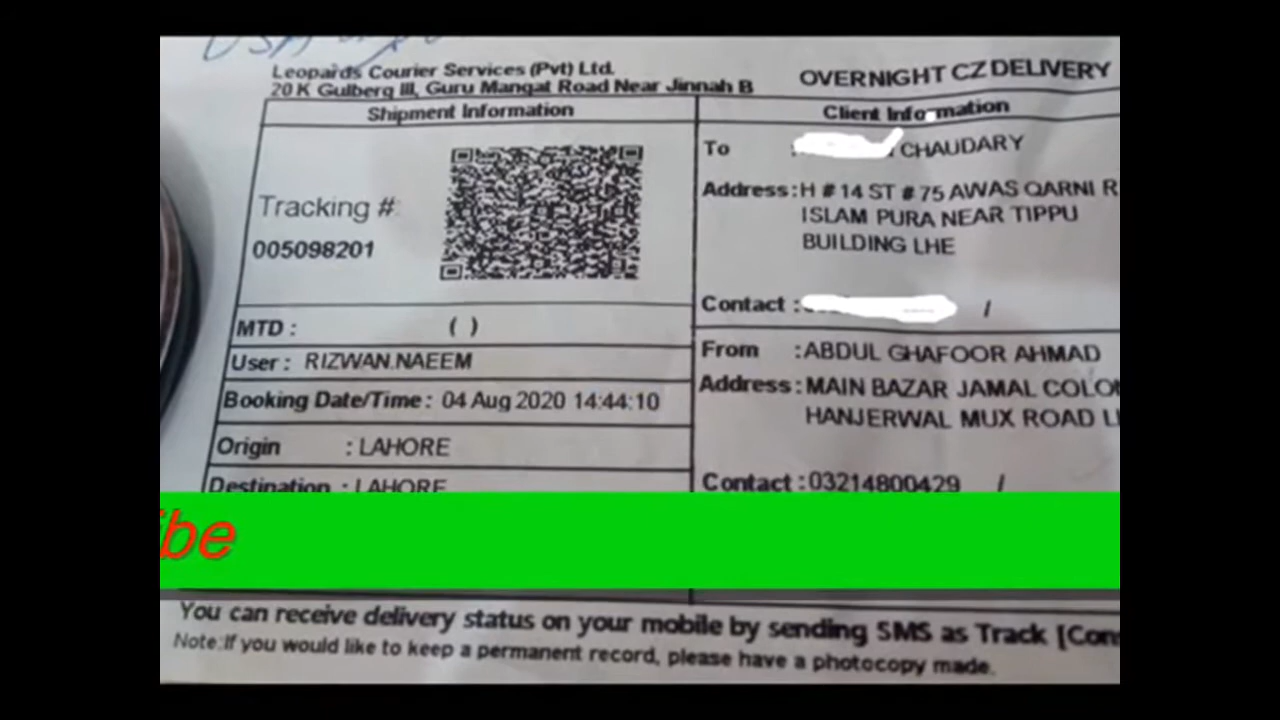 Leopards Courier Services (Pvt) Ltd.
20 K Gulberg III, Guru Mangat Road Near Jinnah B
OVERNIGHT CZ DELIVERY
Shipment Information
Tracking #:
005098201
MTD : ( )
User : RIZWAN.NAEEM
Booking Date/Time : 04 Aug 2020 14:44:10
Origin : LAHORE
Destination : LAHORE
Client Information
To : CHAUDARY
Address : H # 14 ST # 75 AWAS QARNI R
ISLAM PURA NEAR TIPPU
BUILDING LHE
Contact : /
From : ABDUL GHAFOOR AHMAD
Address : MAIN BAZAR JAMAL COLO
HANJERWAL MUX ROAD L
Contact : 03214800429 /
ibe
You can receive delivery status on your mobile by sending SMS as Track [Con
Note:If you would like to keep a permanent record, please have a photocopy made.